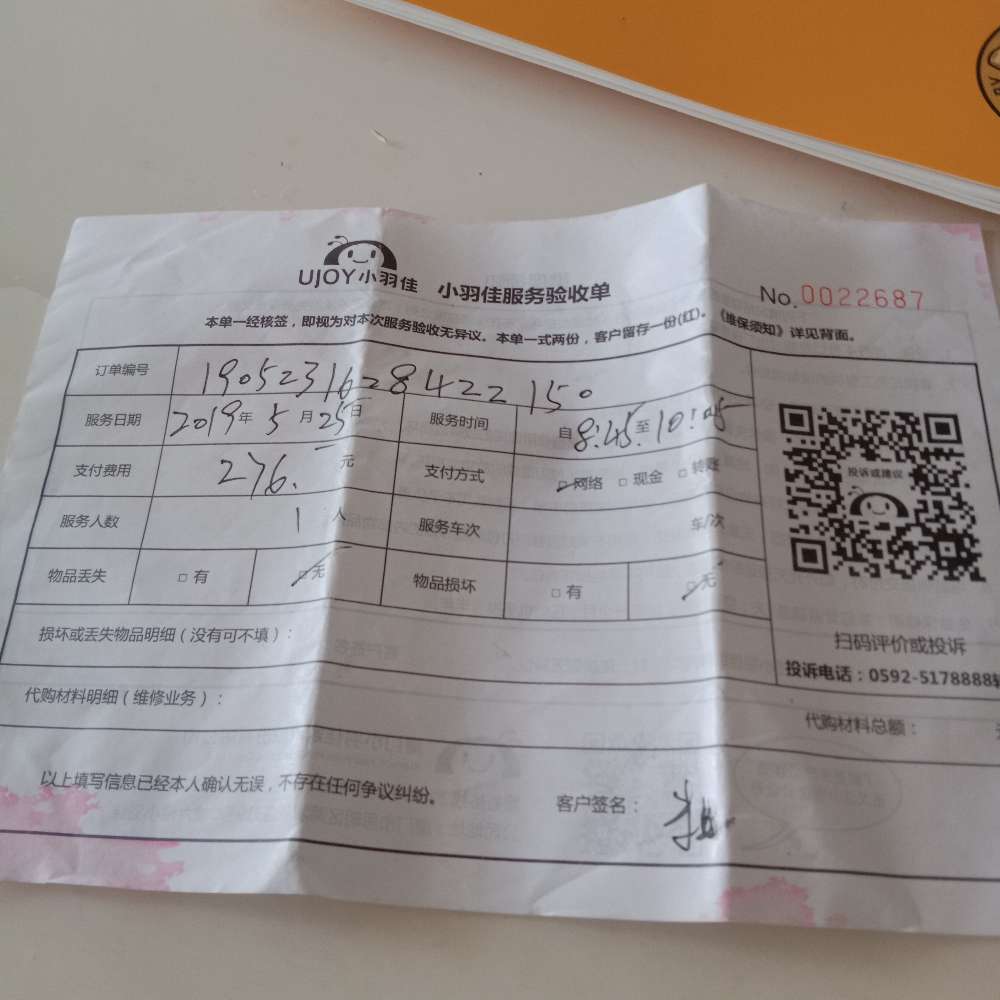 UJOY小羽佳 小羽佳服务验收单 No.0022687
本单一经核签，即视为对本次服务验收无异议。本单一式两份，客户留存一份(红)。《维保须知》详见背面。
订单编号 1905231628422150
服务日期 2019年5月25日 服务时间 自8:45至10:05
支付费用 276.元 支付方式 □网络 □现金 □转账
服务人数 1人 服务车次 车/次
物品丢失 □有 □无 物品损坏 □有 □无
投诉或建议
扫码评价或投诉
损坏或丢失物品明细（没有可不填）：
投诉电话：0592-5178888转
代购材料明细（维修业务）： 代购材料总额：
以上填写信息已经本人确认无误，不存在任何争议纠纷。 客户签名：